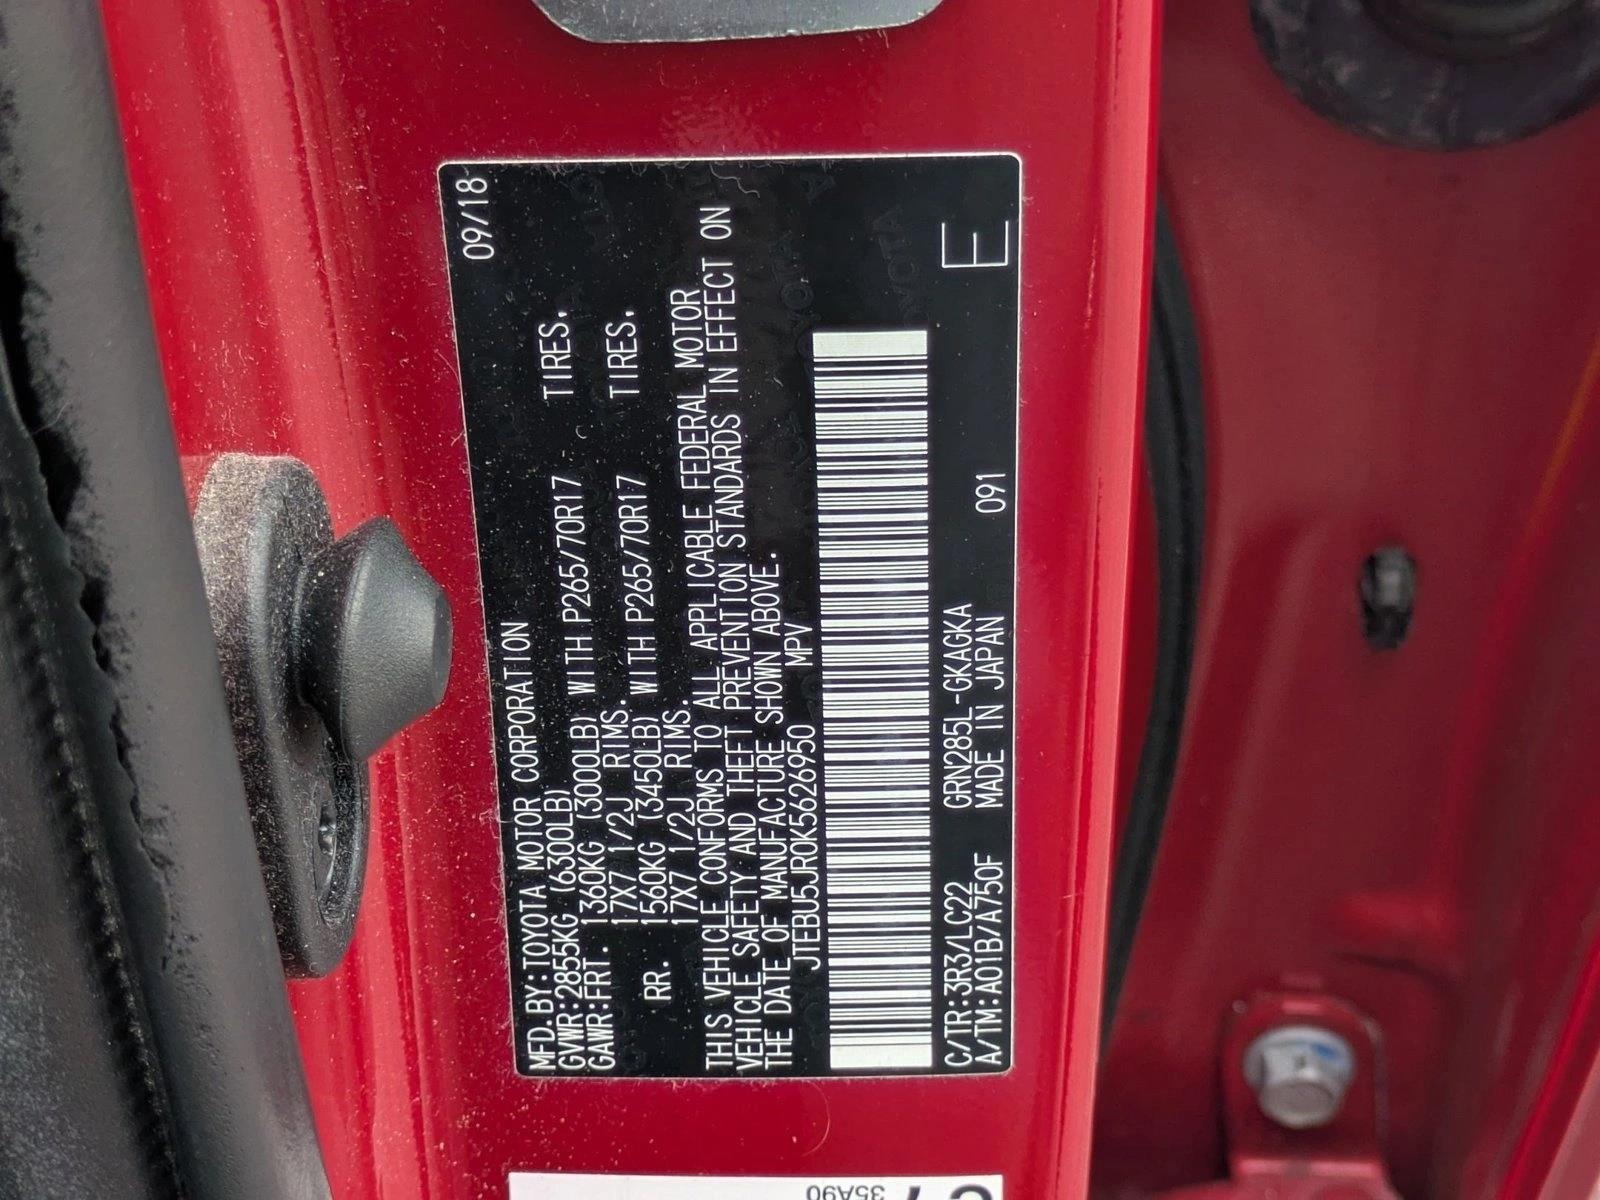 09/18
MFD.BY:TOYOTA MOTOR CORPORATION
GVWR:2855KG (6300LB)
GAWR:FRT. 1360KG (3000LB) WITH P265/70R17 TIRES.
17X7 1/2J RIMS.
RR. 1560KG (3450LB) WITH P265/70R17 TIRES.
17X7 1/2J RIMS.
THIS VEHICLE CONFORMS TO ALL APPLICABLE FEDERAL MOTOR
VEHICLE SAFETY AND THEFT PREVENTION STANDARDS IN EFFECT ON
THE DATE OF MANUFACTURE SHOWN ABOVE.
JTEBU5JR0K5626950 MPV
C/TR:3R3/LC22 GRN285L-GKAGKA
A/TM:A01B/A750F MADE IN JAPAN 091
E
35A90